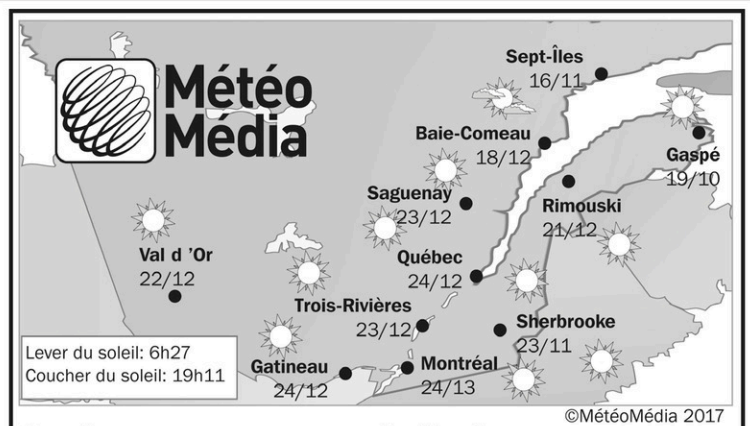 Météo
Média
Sept-Îles
16/11
Baie-Comeau
18/12
Gaspé
19/10
Saguenay
23/12
Rimouski
21/12
Val d 'Or
22/12
Québec
24/12
Trois-Rivières
23/12
Sherbrooke
23/11
Lever du soleil: 6h27
Coucher du soleil: 19h11
Gatineau
24/12
Montréal
24/13
©MétéoMédia 2017